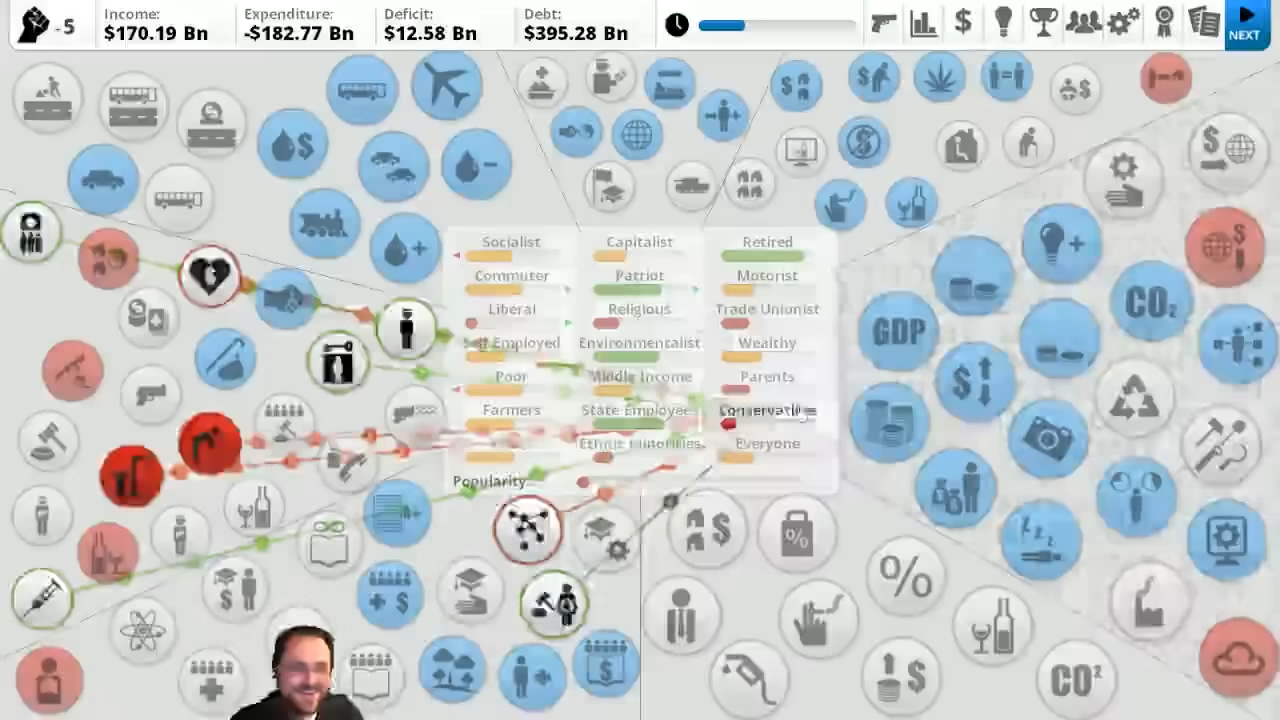 - 5
Income:
$170.19 Bn
Expenditure:
-$182.77 Bn
Deficit:
$12.58 Bn
Debt:
$395.28 Bn
NEXT
Socialist
Capitalist
Retired
Commuter
Patriot
Motorist
Liberal
Religious
Trade Unionist
Self Employed
Environmentalist
Wealthy
Poor
Middle Income
Parents
Farmers
State Employee
Conservative
Ethnic Minorities
Everyone
Popularity
GDP
CO₂
$
%
CO²